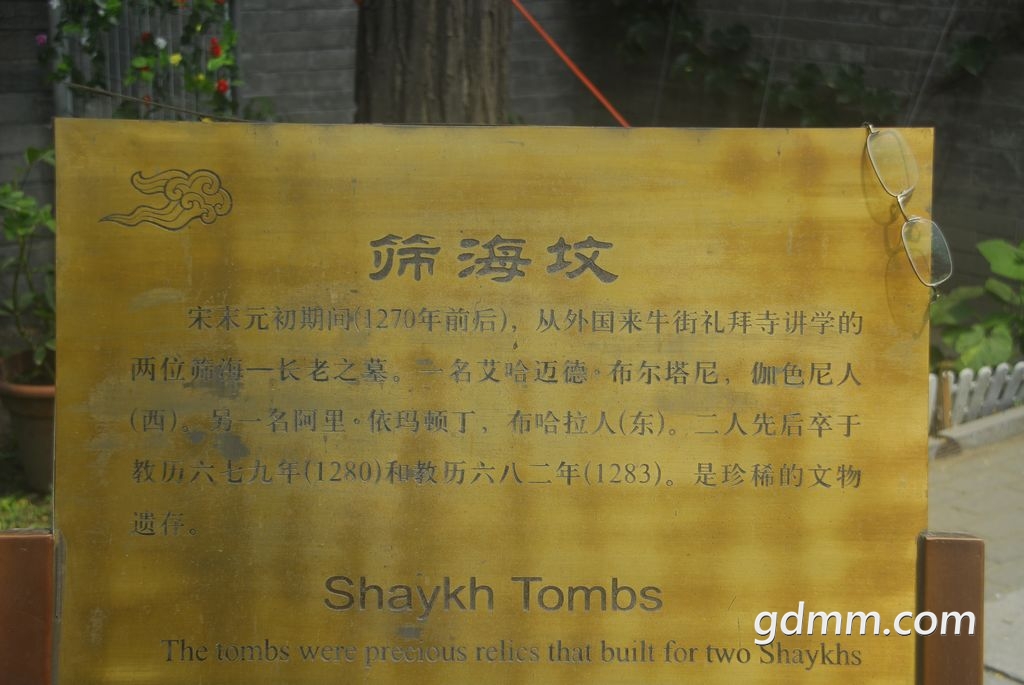 筛海坟
宋末元初期间(1270年前后)，从外国来牛街礼拜寺讲学的
两位筛海—长老之墓。一名艾哈迈德·布尔塔尼，伽色尼人
(西)。另一名阿里·依玛顿丁，布哈拉人(东)。二人先后卒于
教历六七九年(1280)和教历六八二年(1283)。是珍稀的文物
遗存。
Shaykh Tombs
The tombs were precious relics that built for two Shaykhs
gdmm.com